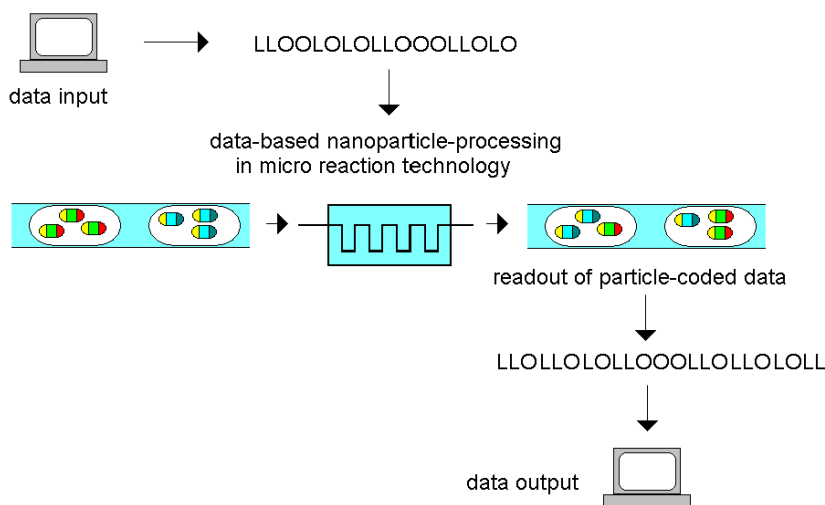 LLOOLOLOLLOOOLLOLO
data input
data-based nanoparticle-processing
in micro reaction technology
readout of particle-coded data
LLOLLOLOLLOOOLLOLLOLOLL
data output